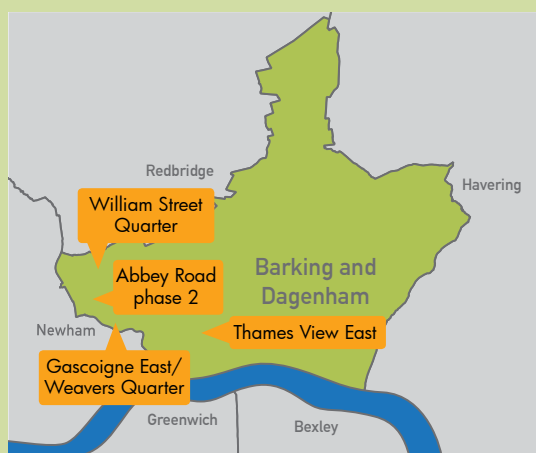 Redbridge
Havering
William Street
Quarter
Barking and
Dagenham
Abbey Road
phase 2
Newham
Thames View East
Gascoigne East/
Weavers Quarter
Greenwich
Bexley